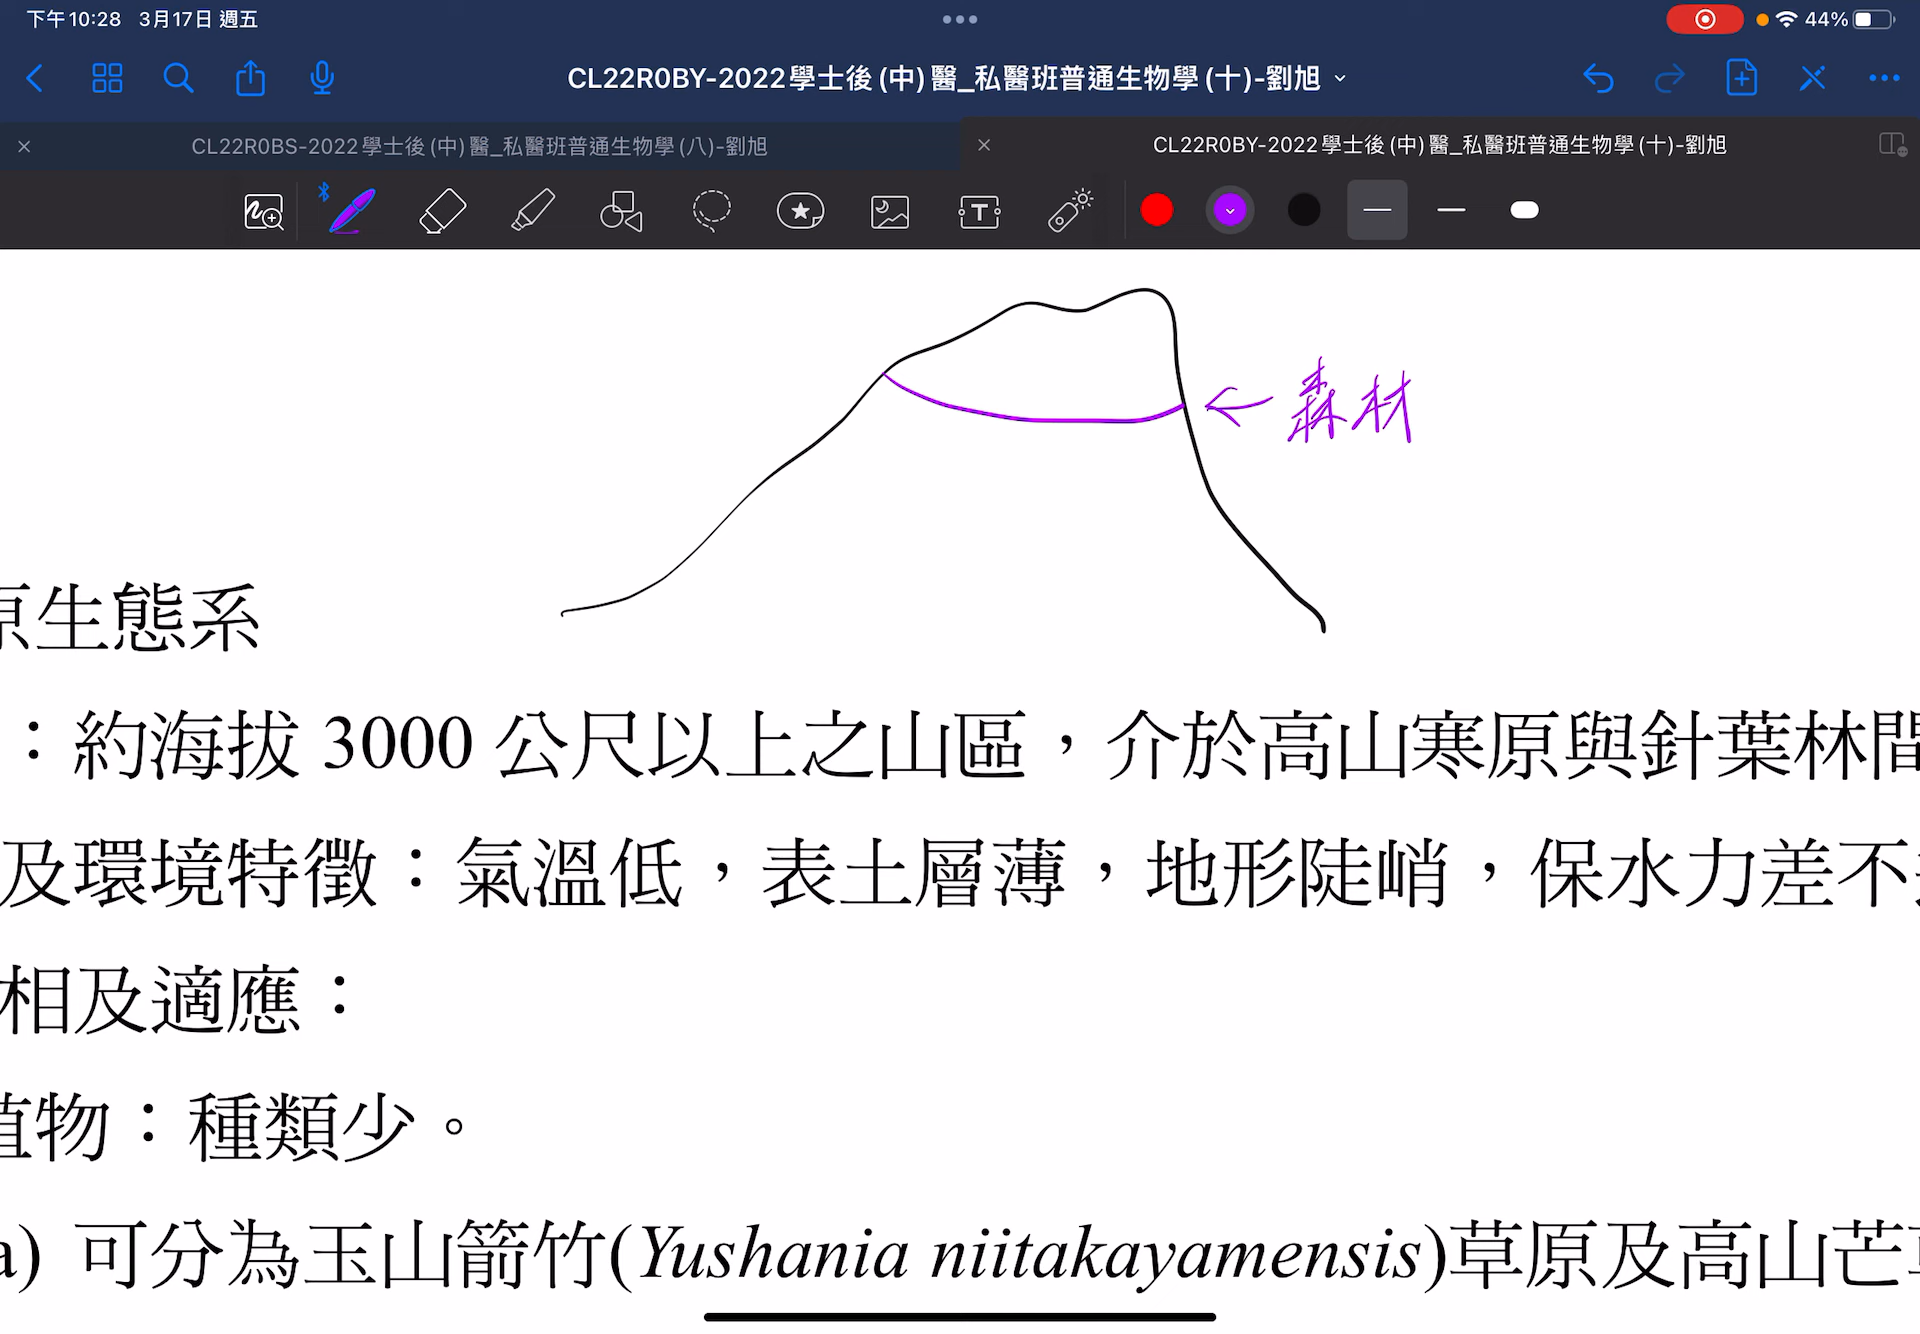 下午10:28 3月17日 週五
44%
CL22R0BY-2022學士後(中)醫_私醫班普通生物學(十)-劉旭
CL22R0BS-2022學士後(中)醫_私醫班普通生物學(八)-劉旭
CL22R0BY-2022學士後(中)醫_私醫班普通生物學(十)-劉旭
森林
原生態系
：約海拔 3000 公尺以上之山區，介於高山寒原與針葉林間
及環境特徵：氣溫低，表土層薄，地形陡峭，保水力差不
相及適應：
植物：種類少。
a) 可分為玉山箭竹(Yushania niitakayamensis)草原及高山芒草